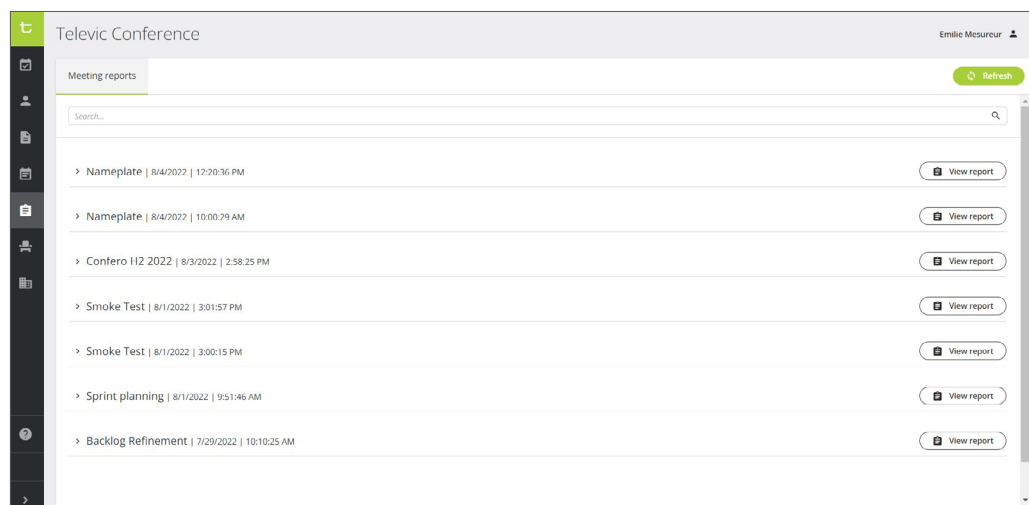 t
Televic Conference
Emilie Mesureur
Meeting reports
Refresh
Search...
Nameplate | 8/4/2022 | 12:20:36 PM
View report
Nameplate | 8/4/2022 | 10:00:29 AM
View report
Confero H2 2022 | 8/3/2022 | 2:58:25 PM
View report
Smoke Test | 8/1/2022 | 3:01:57 PM
View report
Smoke Test | 8/1/2022 | 3:00:15 PM
View report
Sprint planning | 8/1/2022 | 9:51:46 AM
View report
Backlog Refinement | 7/29/2022 | 10:10:25 AM
View report